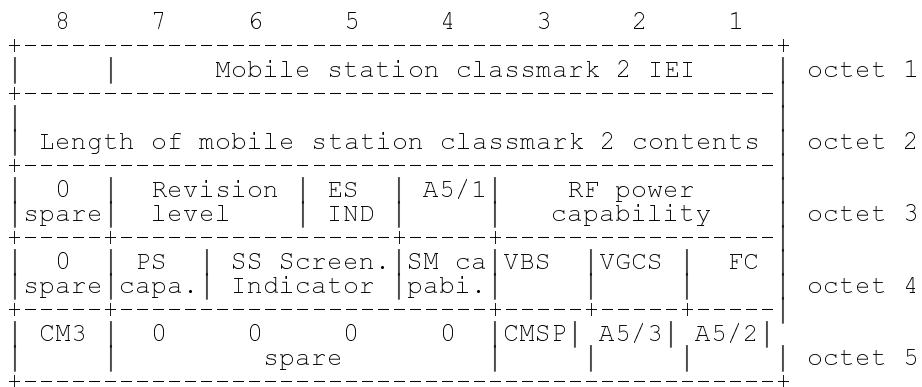 8 7 6 5 4 3 2 1
Mobile station classmark 2 IEI octet 1
Length of mobile station classmark 2 contents octet 2
0 Revision ES A5/1 RF power
spare level IND capability octet 3
0 PS SS Screen. SM ca VBS VGCS FC
spare capa. Indicator pabi. octet 4
CM3 0 0 0 0 CMSP A5/3 A5/2
spare octet 5